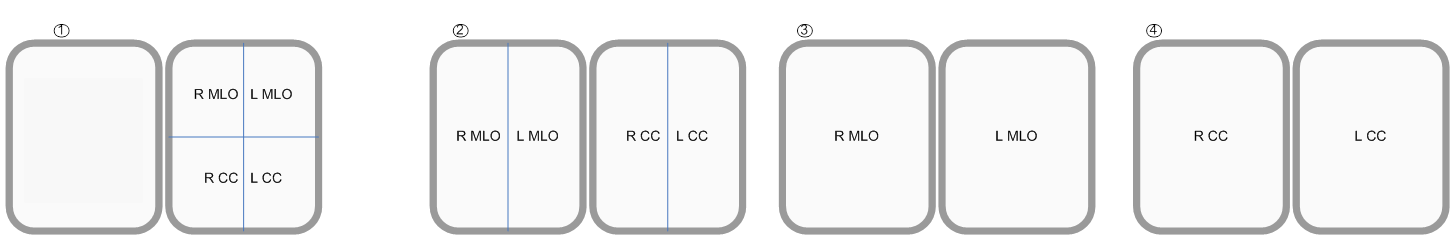 ①
R MLO L MLO
R CC L CC
②
R MLO L MLO
R CC L CC
③
R MLO
L MLO
④
R CC
L CC